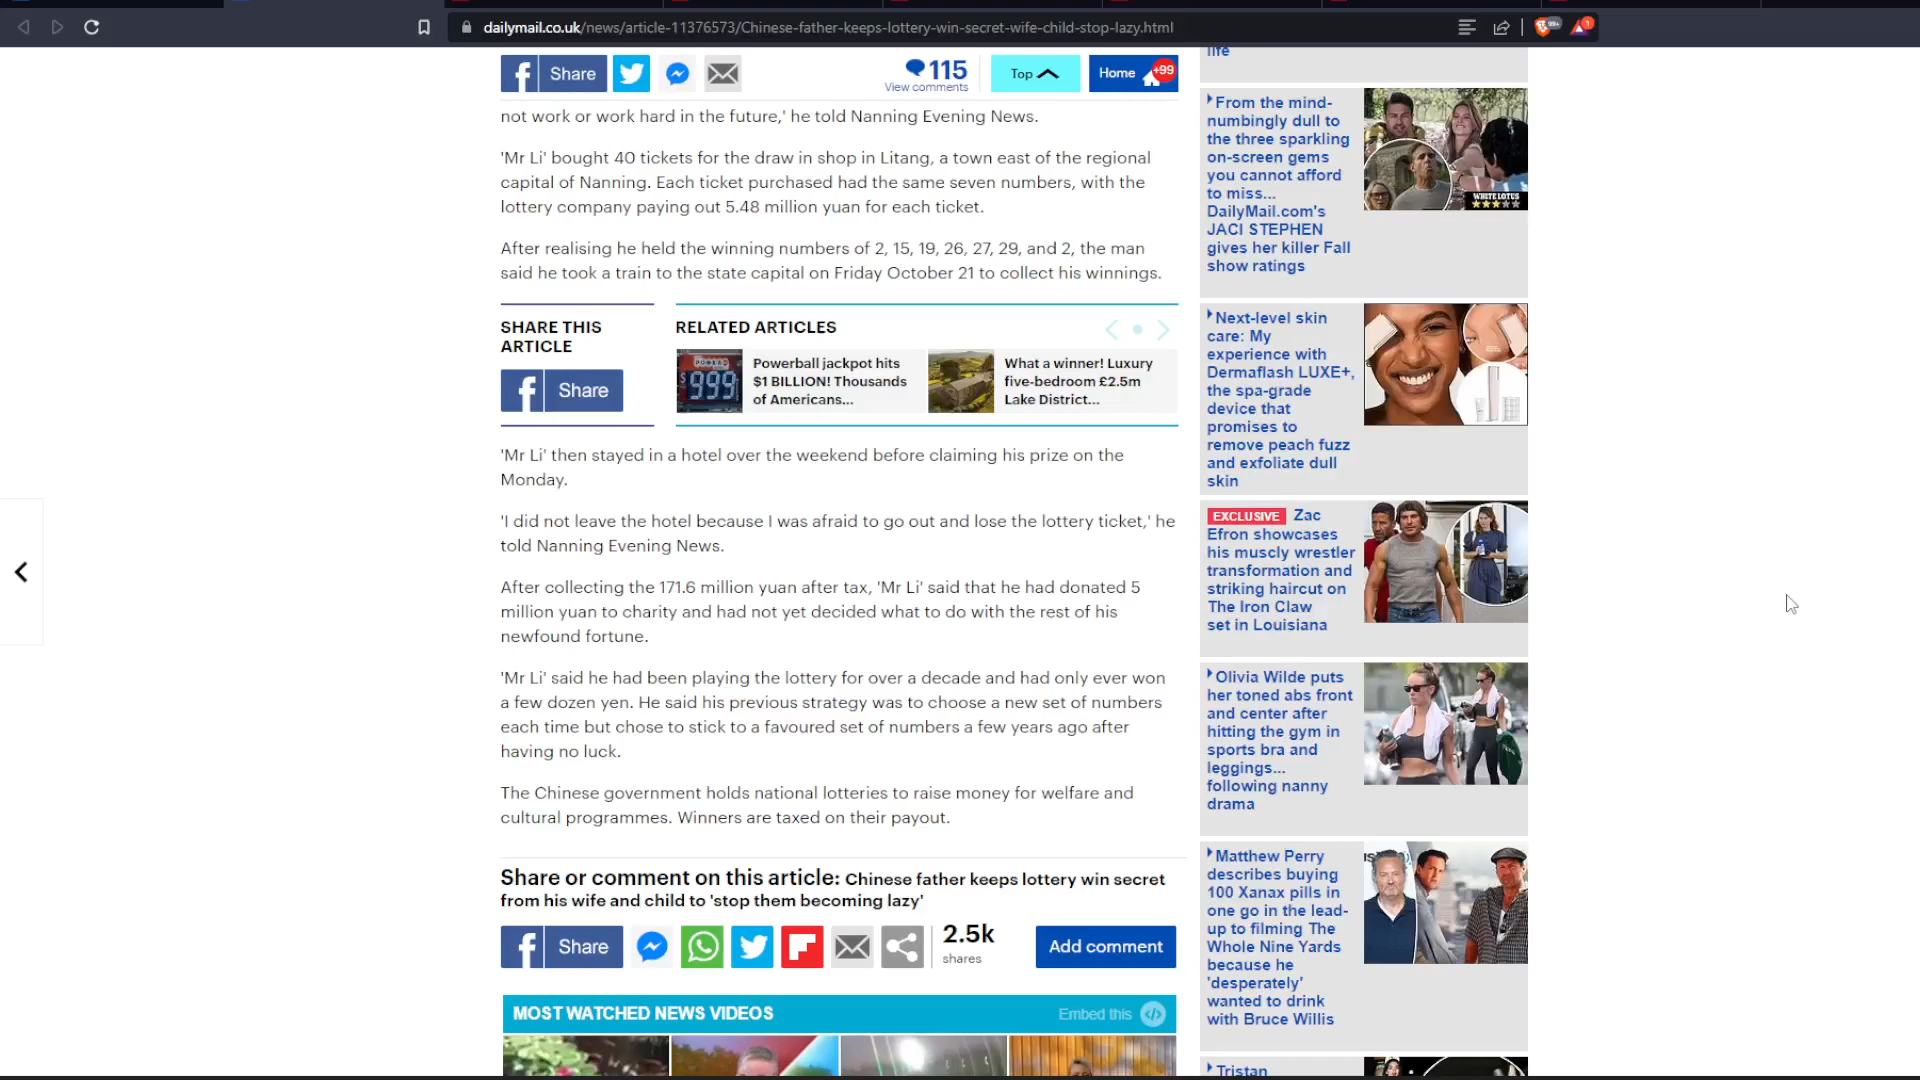 dailymail.co.uk/news/article-11376573/Chinese-father-keeps-lottery-win-secret-wife-child-stop-lazy.html
99+
1
Share
115
View comments
Top
Home
+99
not work or work hard in the future,' he told Nanning Evening News.
'Mr Li' bought 40 tickets for the draw in shop in Litang, a town east of the regional
capital of Nanning. Each ticket purchased had the same seven numbers, with the
lottery company paying out 5.48 million yuan for each ticket.
After realising he held the winning numbers of 2, 15, 19, 26, 27, 29, and 2, the man
said he took a train to the state capital on Friday October 21 to collect his winnings.
SHARE THIS
ARTICLE
Share
RELATED ARTICLES
999
Powerball jackpot hits
$1 BILLION! Thousands
of Americans...
What a winner! Luxury
five-bedroom £2.5m
Lake District...
'Mr Li' then stayed in a hotel over the weekend before claiming his prize on the
Monday.
'I did not leave the hotel because I was afraid to go out and lose the lottery ticket,' he
told Nanning Evening News.
After collecting the 171.6 million yuan after tax, 'Mr Li' said that he had donated 5
million yuan to charity and had not yet decided what to do with the rest of his
newfound fortune.
'Mr Li' said he had been playing the lottery for over a decade and had only ever won
a few dozen yen. He said his previous strategy was to choose a new set of numbers
each time but chose to stick to a favoured set of numbers a few years ago after
having no luck.
The Chinese government holds national lotteries to raise money for welfare and
cultural programmes. Winners are taxed on their payout.
Share or comment on this article: Chinese father keeps lottery win secret
from his wife and child to 'stop them becoming lazy'
Share
2.5k
shares
Add comment
MOST WATCHED NEWS VIDEOS
Embed this
life
From the mind-
numbingly dull to
the three sparkling
on-screen gems
you cannot afford
to miss...
DailyMail.com's
JACI STEPHEN
gives her killer Fall
show ratings
WHITE LOTUS
Next-level skin
care: My
experience with
Dermaflash LUXE+,
the spa-grade
device that
promises to
remove peach fuzz
and exfoliate dull
skin
EXCLUSIVE Zac
Efron showcases
his muscly wrestler
transformation and
striking haircut on
The Iron Claw
set in Louisiana
Olivia Wilde puts
her toned abs front
and center after
hitting the gym in
sports bra and
leggings...
following nanny
drama
Matthew Perry
describes buying
100 Xanax pills in
one go in the lead-
up to filming The
Whole Nine Yards
because he
'desperately'
wanted to drink
with Bruce Willis
Tristan